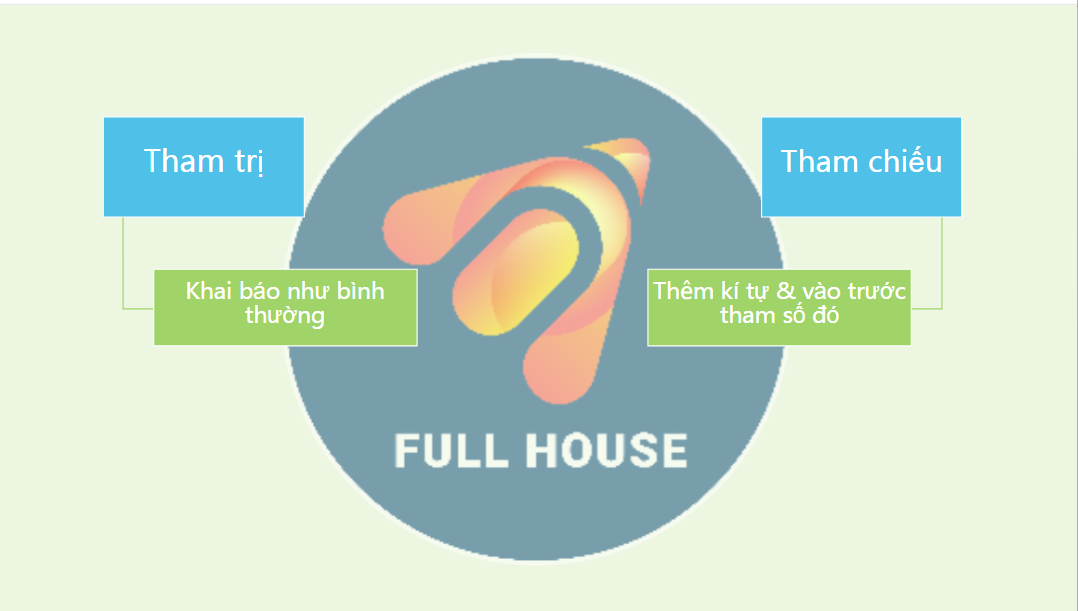 Tham trị
Khai báo như bình
thường
Tham chiếu
Thêm kí tự & vào trước
tham số đó
FULL HOUSE